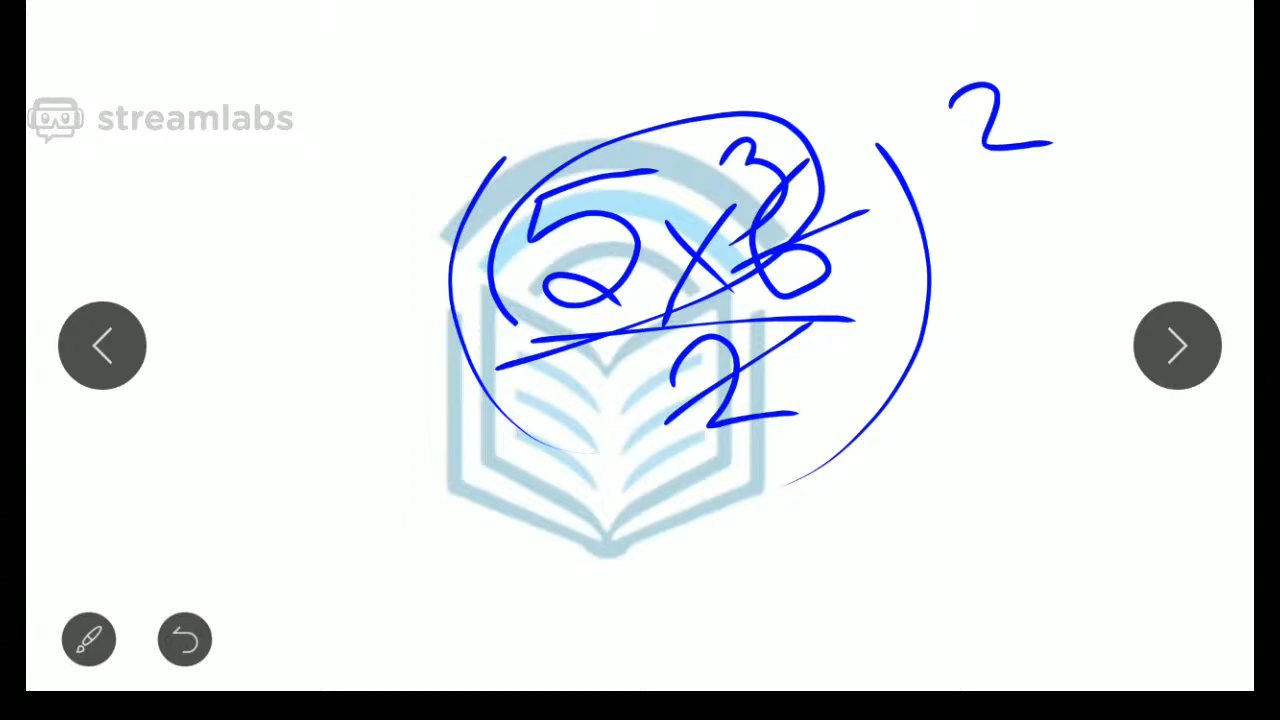 streamlabs
(5 × 6 / 2)²
3